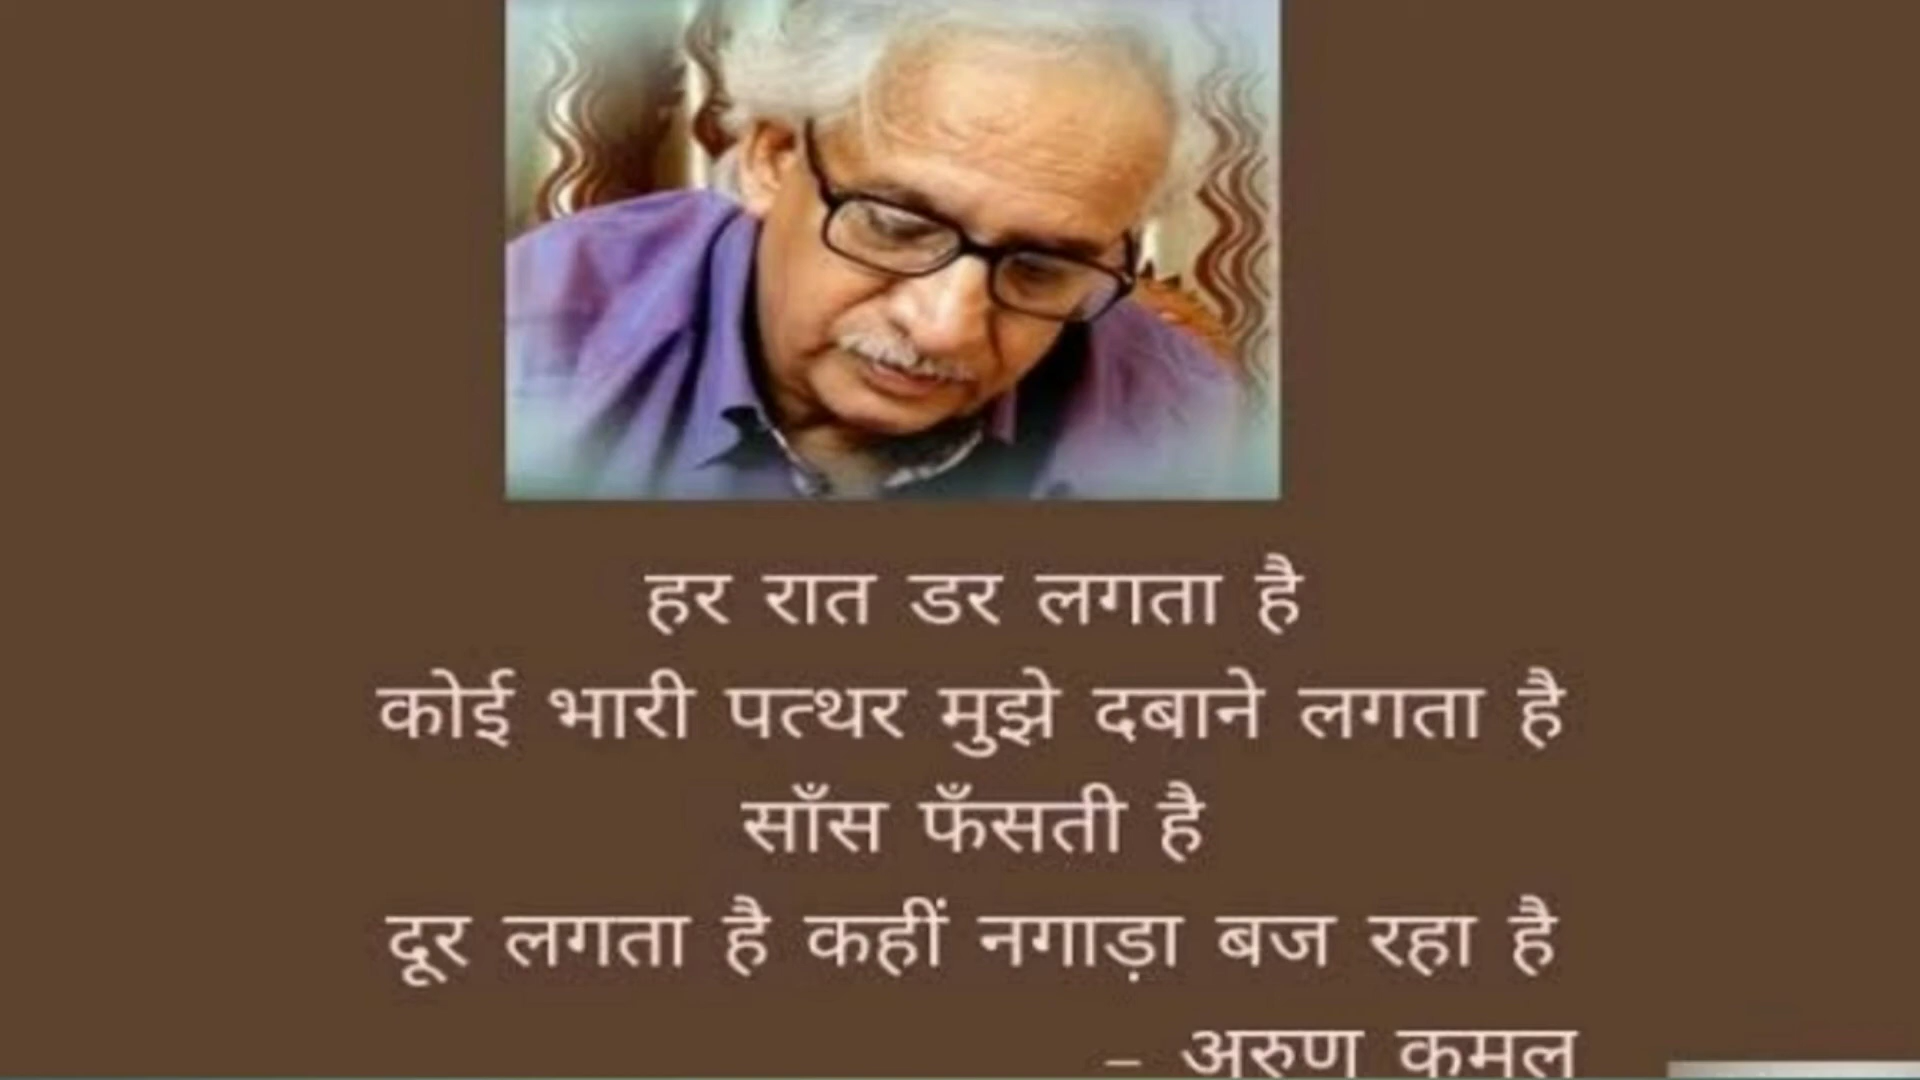 हर रात डर लगता है
कोई भारी पत्थर मुझे दबाने लगता है
साँस फँसती है
दूर लगता है कहीं नगाड़ा बज रहा है
– अरुण कमल